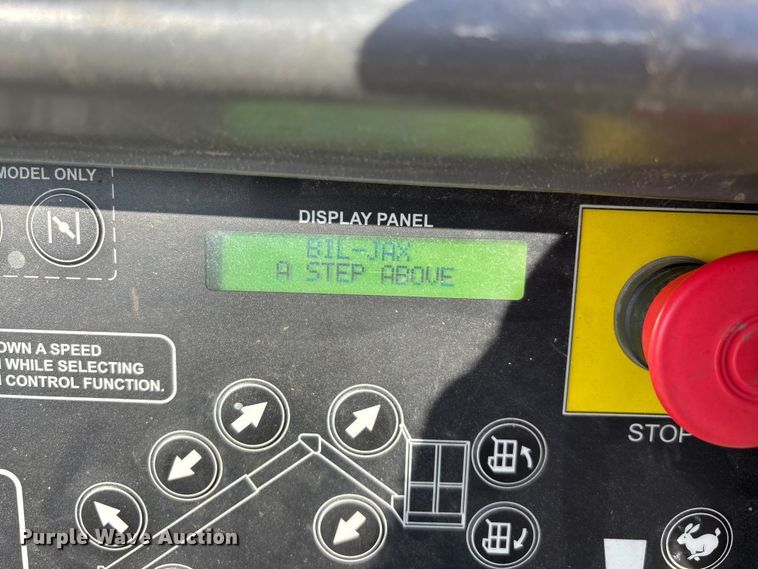 MODEL ONLY
DISPLAY PANEL
BIL-JAX
A STEP ABOVE
OWN A SPEED
WHILE SELECTING
CONTROL FUNCTION.
STOP
Purple Wave Auction